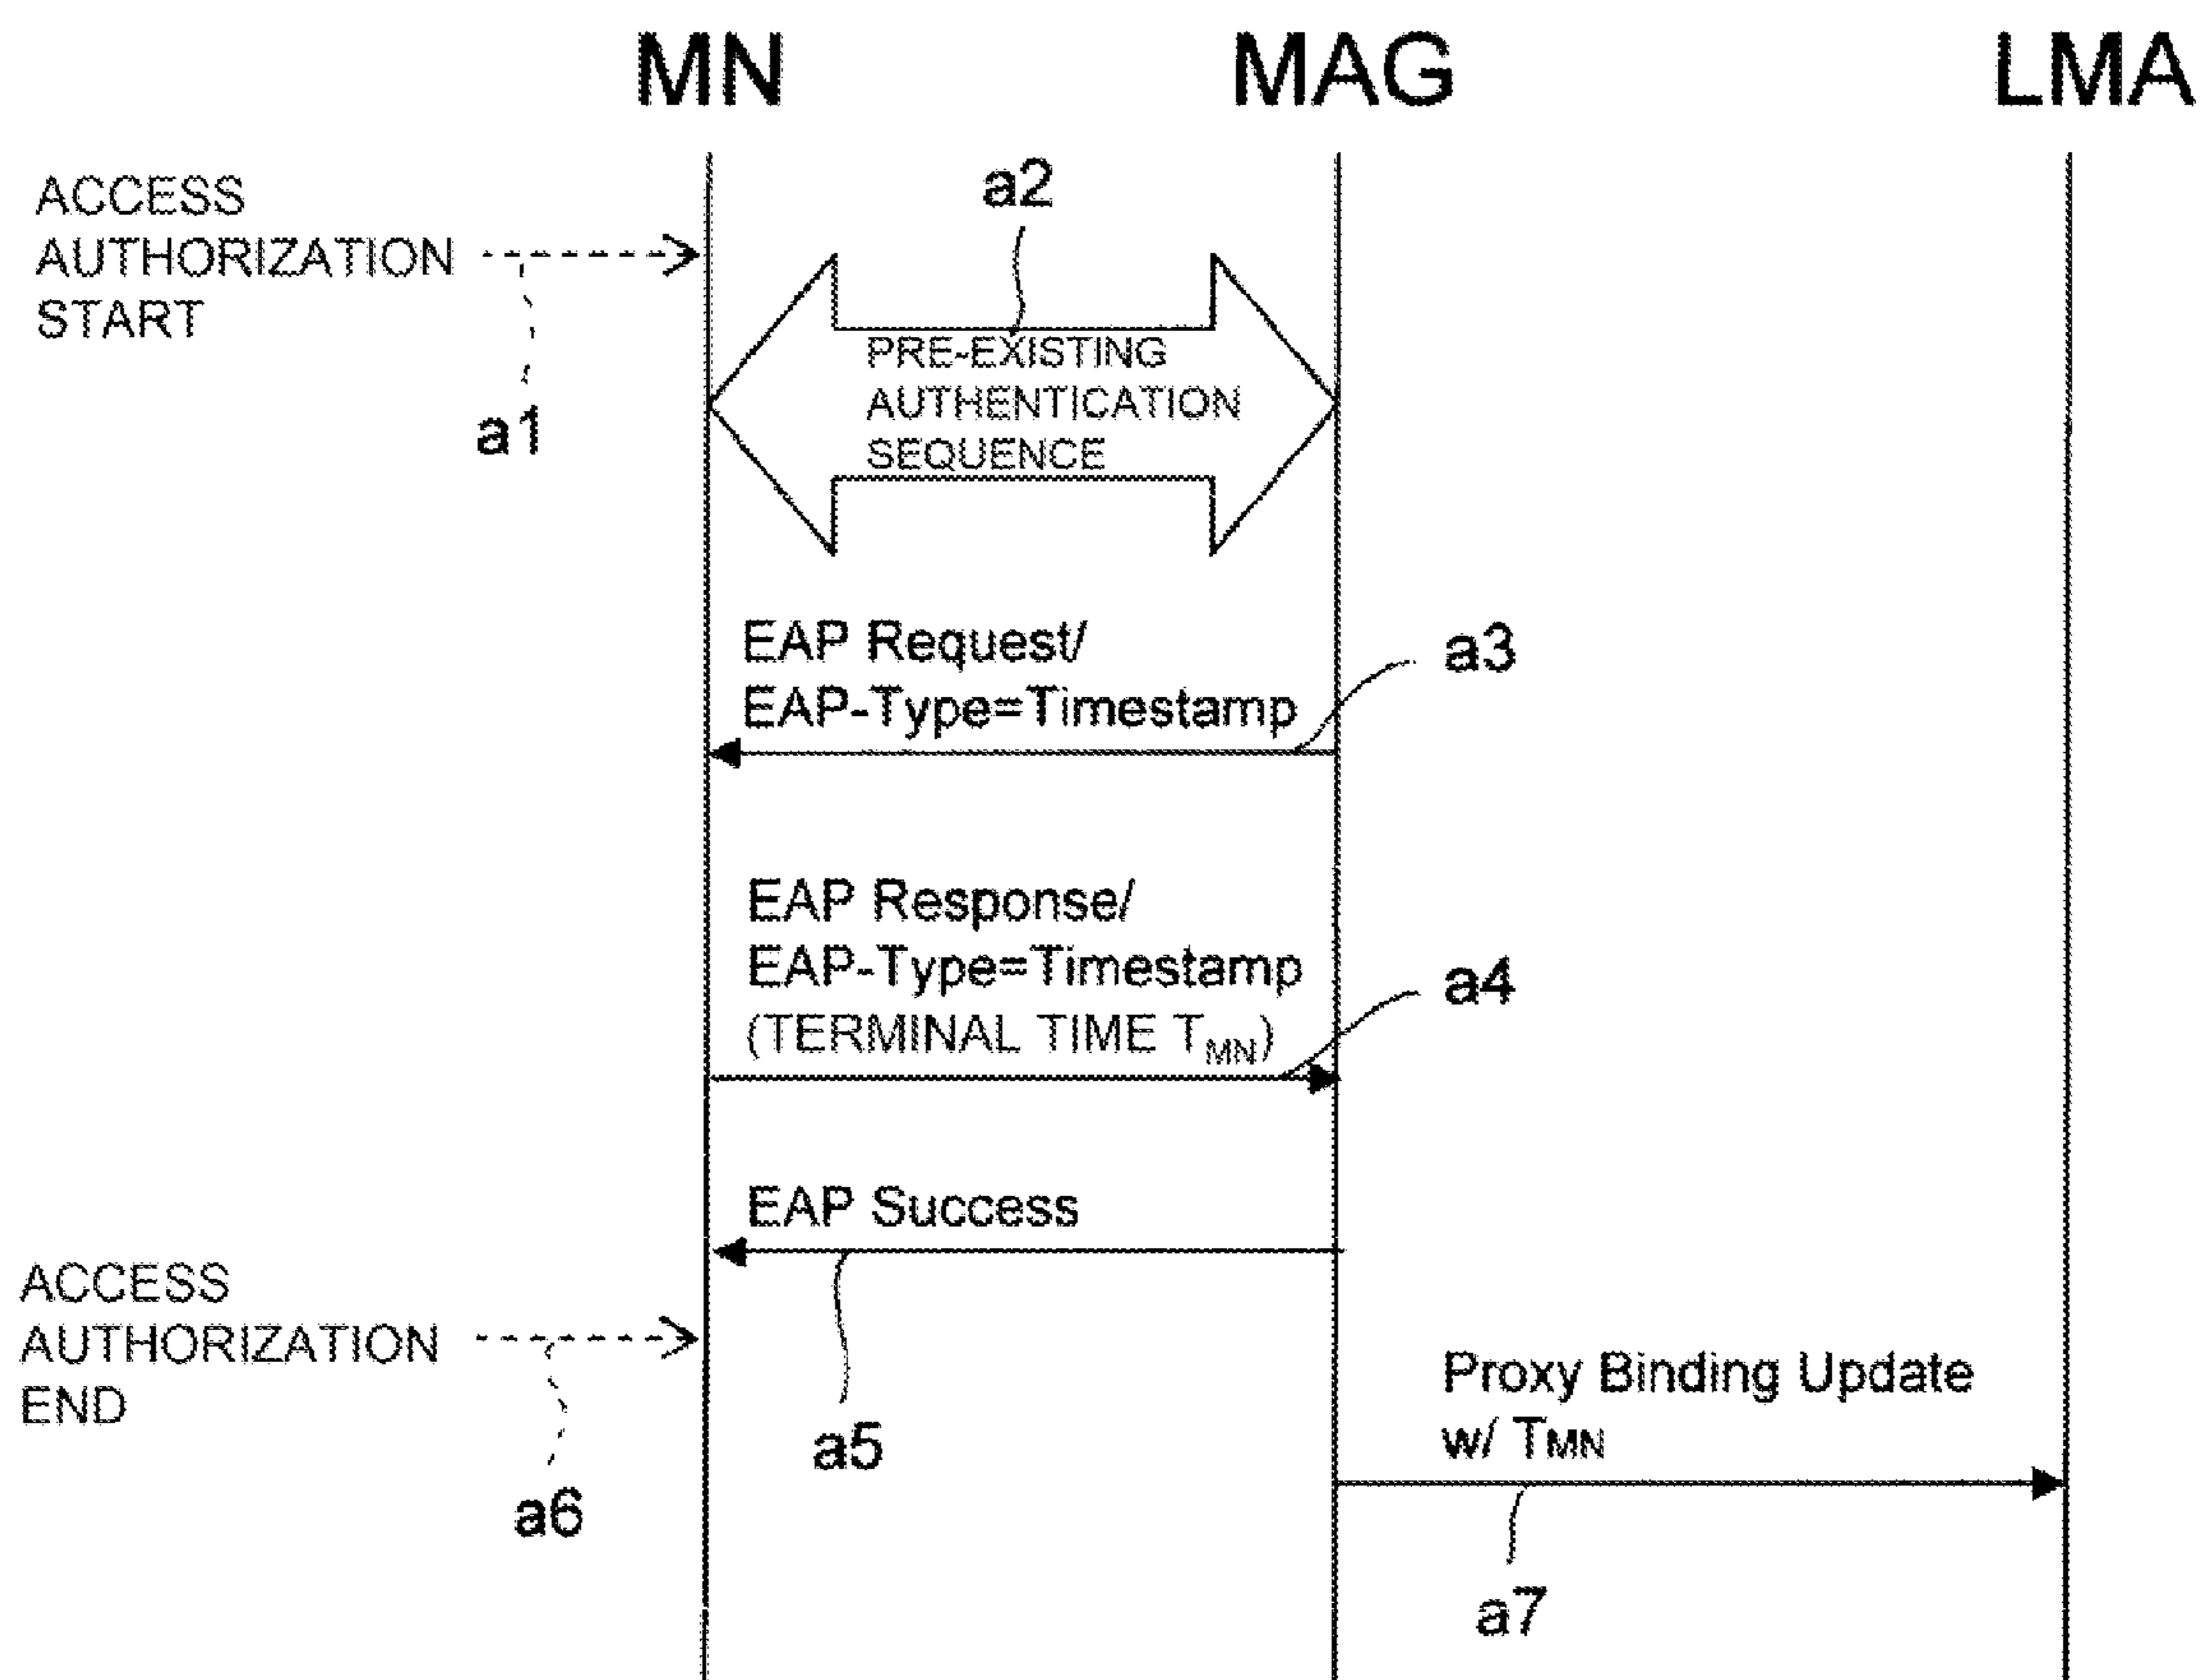 MN MAG LMA
ACCESS
AUTHORIZATION
START
a1
a2
PRE-EXISTING
AUTHENTICATION
SEQUENCE
EAP Request/
EAP-Type=Timestamp
a3
EAP Response/
EAP-Type=Timestamp
(TERMINAL TIME TMN)
a4
EAP Success
a5
ACCESS
AUTHORIZATION
END
a6
Proxy Binding Update
w/ TMN
a7